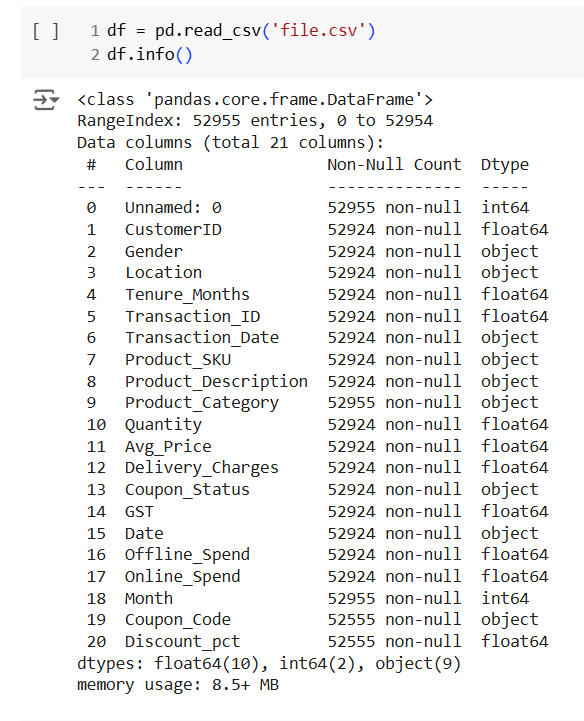 [ ] 1 df = pd.read_csv('file.csv')
2 df.info()
<class 'pandas.core.frame.DataFrame'>
RangeIndex: 52955 entries, 0 to 52954
Data columns (total 21 columns):
 #   Column               Non-Null Count  Dtype
---  ------               --------------  -----
 0   Unnamed: 0           52955 non-null  int64
 1   CustomerID           52924 non-null  float64
 2   Gender               52924 non-null  object
 3   Location             52924 non-null  object
 4   Tenure_Months        52924 non-null  float64
 5   Transaction_ID       52924 non-null  float64
 6   Transaction_Date     52924 non-null  object
 7   Product_SKU          52924 non-null  object
 8   Product_Description  52924 non-null  object
 9   Product_Category     52955 non-null  object
 10  Quantity             52924 non-null  float64
 11  Avg_Price            52924 non-null  float64
 12  Delivery_Charges     52924 non-null  float64
 13  Coupon_Status        52924 non-null  object
 14  GST                  52924 non-null  float64
 15  Date                 52924 non-null  object
 16  Offline_Spend        52924 non-null  float64
 17  Online_Spend         52924 non-null  float64
 18  Month                52955 non-null  int64
 19  Coupon_Code          52555 non-null  object
 20  Discount_pct         52555 non-null  float64
dtypes: float64(10), int64(2), object(9)
memory usage: 8.5+ MB